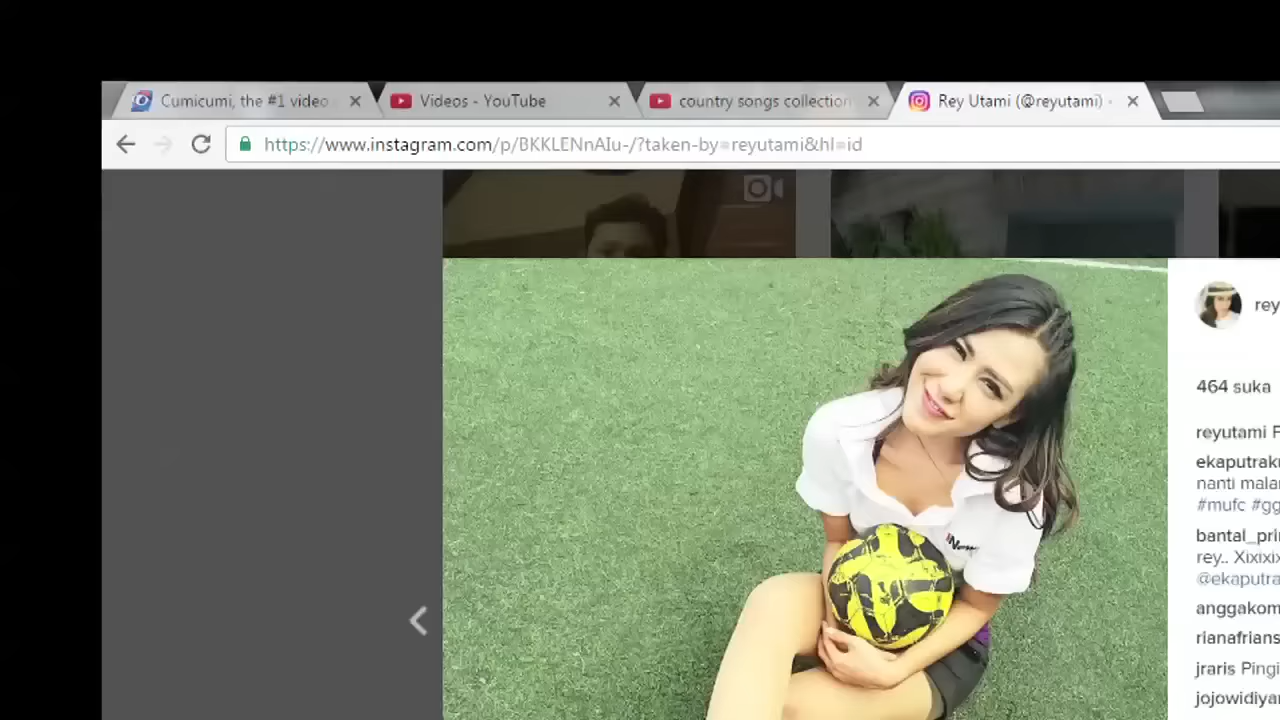 Cumicumi, the #1 video
Videos - YouTube
country songs collection
Rey Utami (@reyutami) -
https://www.instagram.com/p/BKKLENnAIu-/?taken-by=reyutami&hl=id
rey
464 suka
reyutami F
ekaputrak
nanti mala
#mufc #gg
bantal_pri
rey.. Xixixix
@ekaputra
anggakom
rianafrians
jraris Pingi
jojowidiya